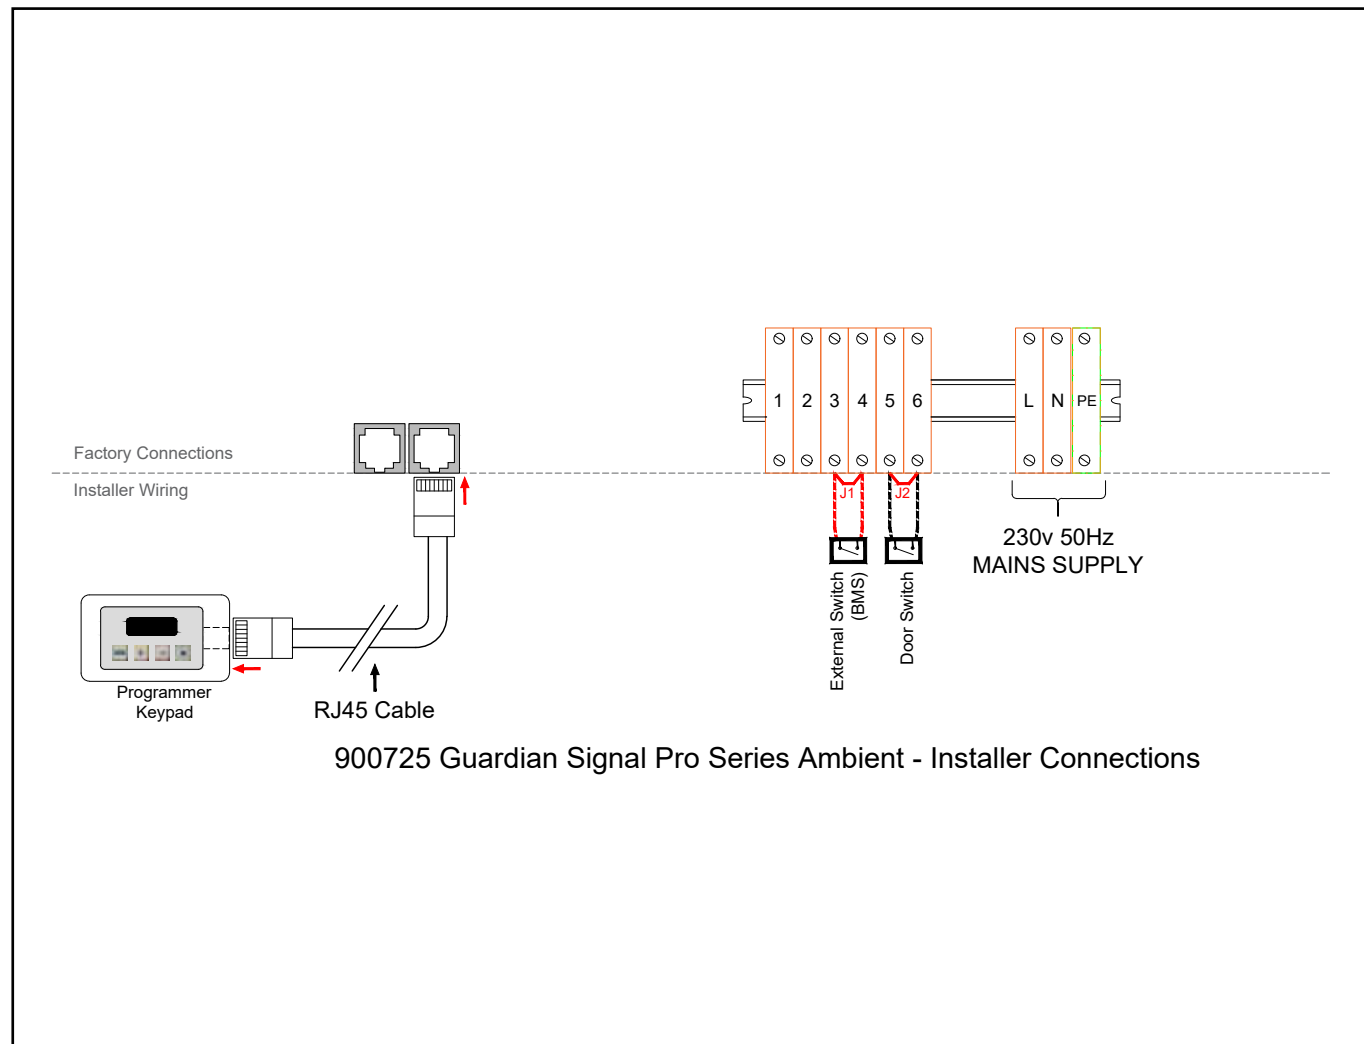 1 2 3 4 5 6 L N PE
Factory Connections
Installer Wiring
J1 J2
230v 50Hz
MAINS SUPPLY
External Switch
(BMS)
Door Switch
Programmer
Keypad
RJ45 Cable
900725 Guardian Signal Pro Series Ambient - Installer Connections